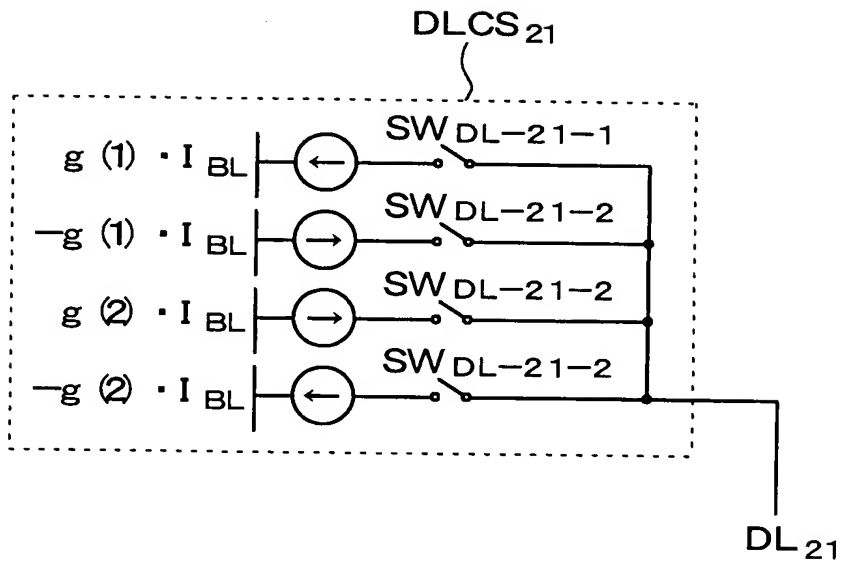 DLCS21
SW DL-21-1
g (1) · I BL
SW DL-21-2
-g (1) · I BL
SW DL-21-2
g (2) · I BL
SW DL-21-2
-g (2) · I BL
DL21